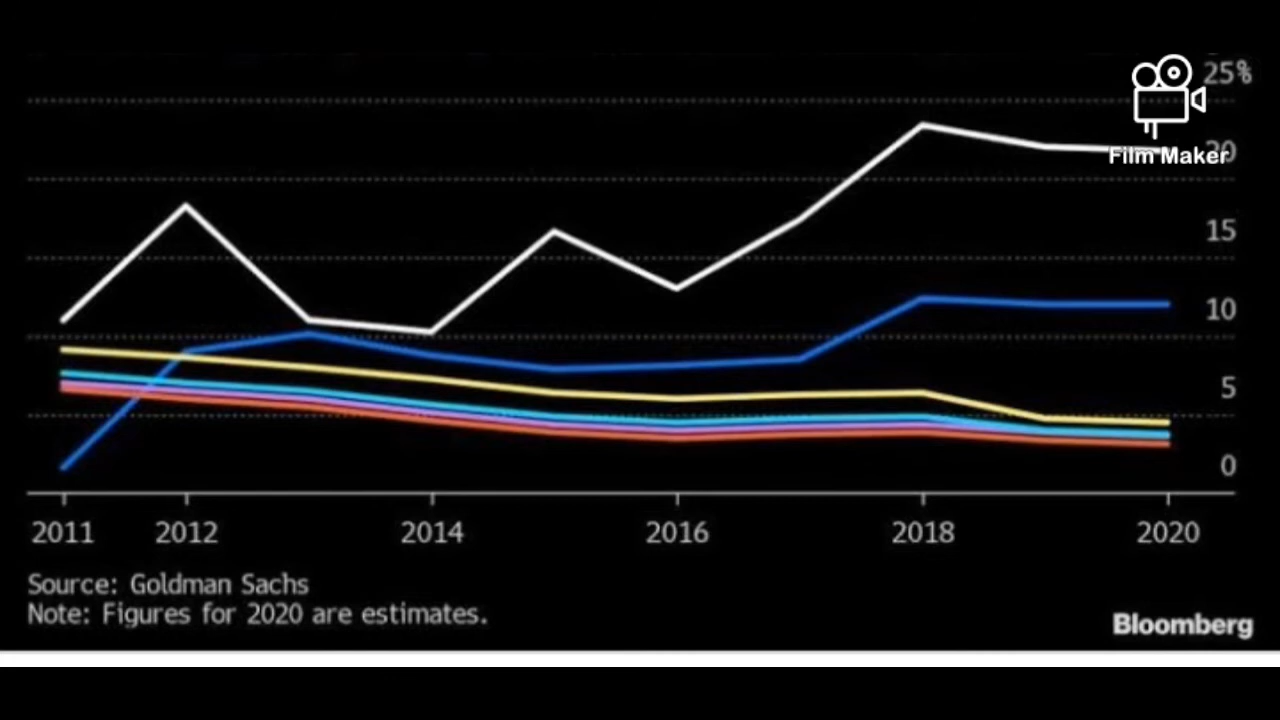 25%
20
Film Maker
15
10
5
0
2011 2012 2014 2016 2018 2020
Source: Goldman Sachs
Note: Figures for 2020 are estimates.
Bloomberg